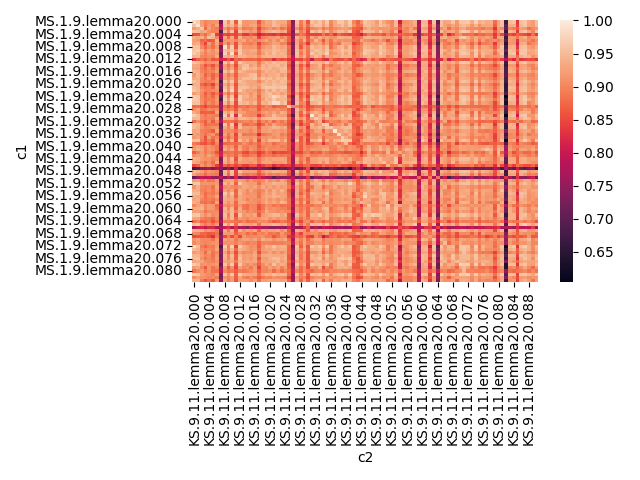 MS.1.9.lemma20.000
MS.1.9.lemma20.004
MS.1.9.lemma20.008
MS.1.9.lemma20.012
MS.1.9.lemma20.016
MS.1.9.lemma20.020
MS.1.9.lemma20.024
MS.1.9.lemma20.028
MS.1.9.lemma20.032
MS.1.9.lemma20.036
MS.1.9.lemma20.040
MS.1.9.lemma20.044
MS.1.9.lemma20.048
MS.1.9.lemma20.052
MS.1.9.lemma20.056
MS.1.9.lemma20.060
MS.1.9.lemma20.064
MS.1.9.lemma20.068
MS.1.9.lemma20.072
MS.1.9.lemma20.076
MS.1.9.lemma20.080
c1
KS.9.11.lemma20.000
KS.9.11.lemma20.004
KS.9.11.lemma20.008
KS.9.11.lemma20.012
KS.9.11.lemma20.016
KS.9.11.lemma20.020
KS.9.11.lemma20.024
KS.9.11.lemma20.028
KS.9.11.lemma20.032
KS.9.11.lemma20.036
KS.9.11.lemma20.040
KS.9.11.lemma20.044
KS.9.11.lemma20.048
KS.9.11.lemma20.052
KS.9.11.lemma20.056
KS.9.11.lemma20.060
KS.9.11.lemma20.064
KS.9.11.lemma20.068
KS.9.11.lemma20.072
KS.9.11.lemma20.076
KS.9.11.lemma20.080
KS.9.11.lemma20.084
KS.9.11.lemma20.088
c2
1.00
0.95
0.90
0.85
0.80
0.75
0.70
0.65